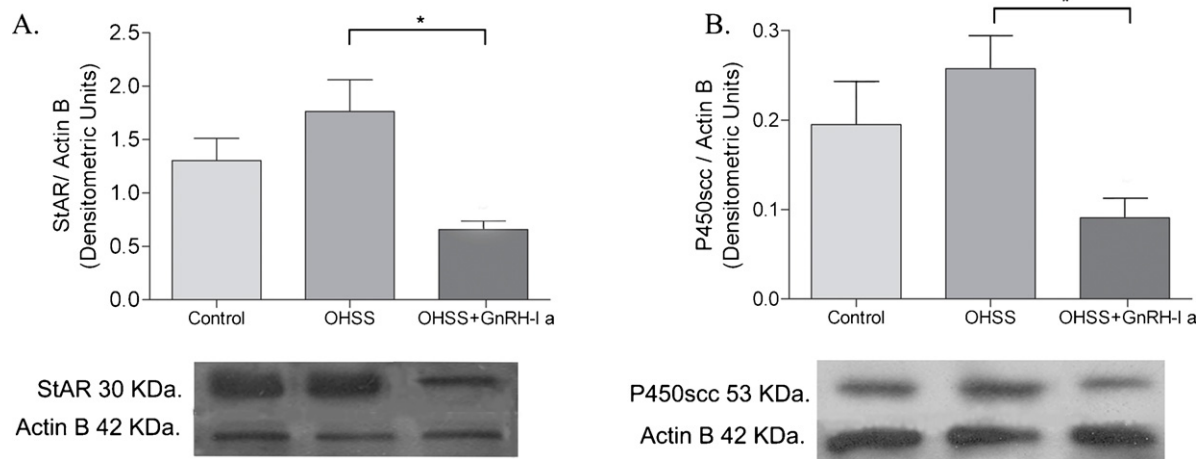 A.
*
StAR/ Actin B
(Densitometric Units)
2.5
2.0
1.5
1.0
0.5
0.0
Control
OHSS
OHSS+GnRH-I a
StAR 30 KDa.
Actin B 42 KDa.
B.
*
P450scc / Actin B
(Densitometric Units)
0.3
0.2
0.1
0.0
Control
OHSS
OHSS+GnRH-I a
P450scc 53 KDa.
Actin B 42 KDa.